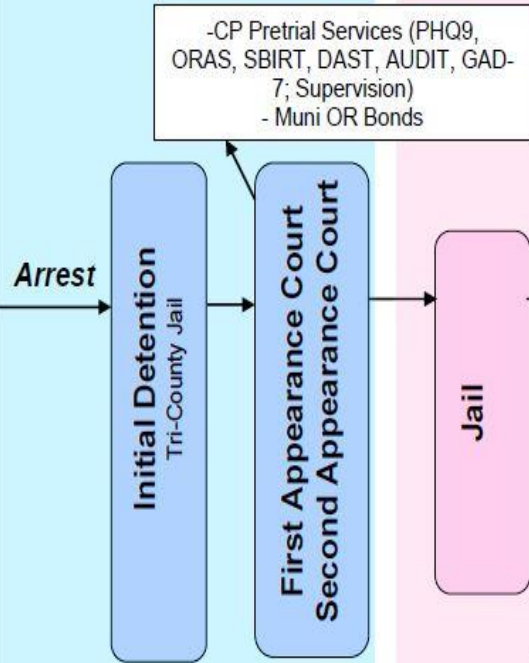 -CP Pretrial Services (PHQ9,
ORAS, SBIRT, DAST, AUDIT, GAD-
7; Supervision)
- Muni OR Bonds
Arrest
Initial Detention
Tri-County Jail
First Appearance Court
Second Appearance Court
Jail